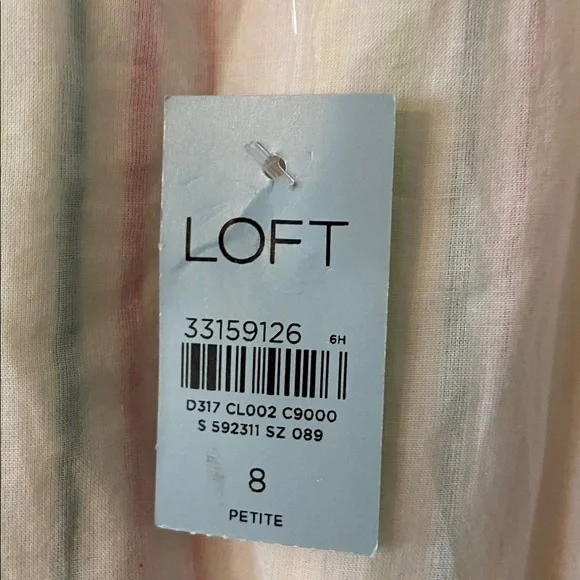 LOFT
33159126 6H
D317 CL002 C9000
S 592311 SZ 089
8
PETITE